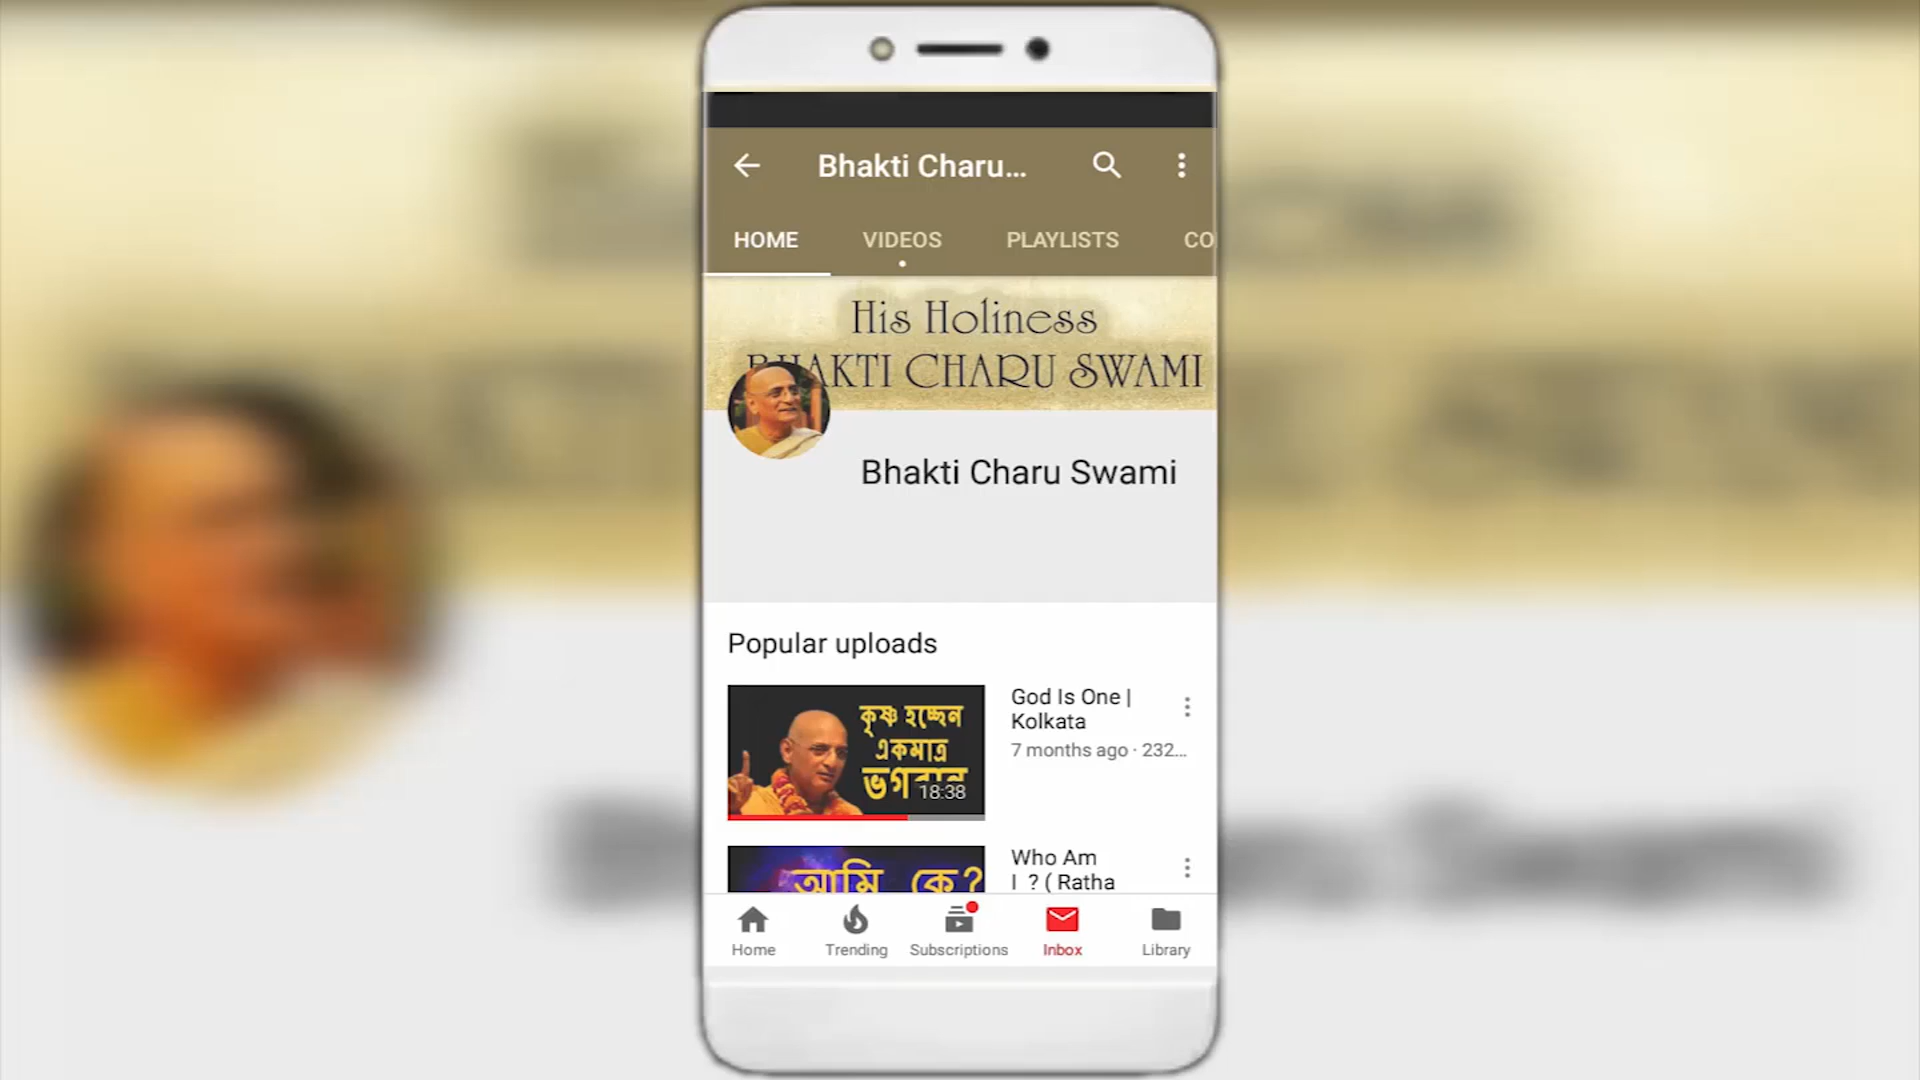 Bhakti Charu...
HOME VIDEOS PLAYLISTS CO
His Holiness
BHAKTI CHARU SWAMI
Bhakti Charu Swami
Popular uploads
কৃষ্ণ হচ্ছেন
একমাত্র
ভগবান
18:38
God Is One |
Kolkata
7 months ago · 232...
আমি কে?
Who Am
I ? ( Ratha
Home Trending Subscriptions Inbox Library